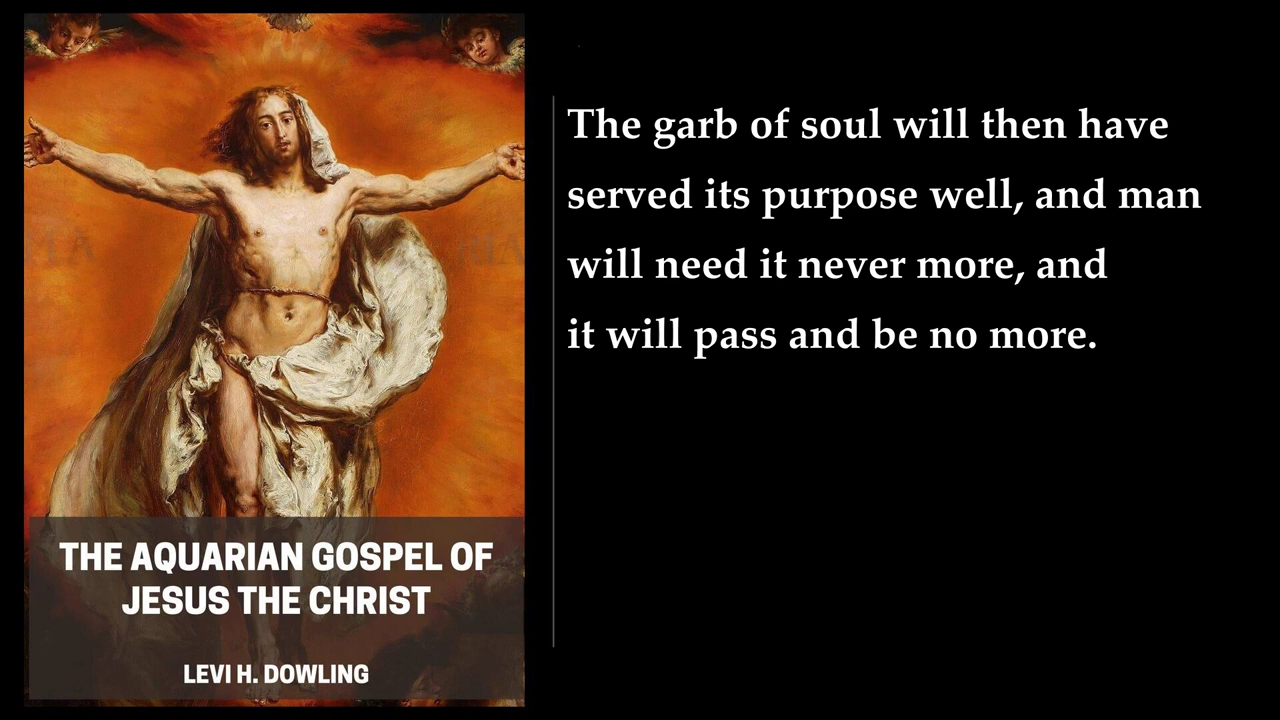 The garb of soul will then have
served its purpose well, and man
will need it never more, and
it will pass and be no more.
THE AQUARIAN GOSPEL OF
JESUS THE CHRIST
LEVI H. DOWLING